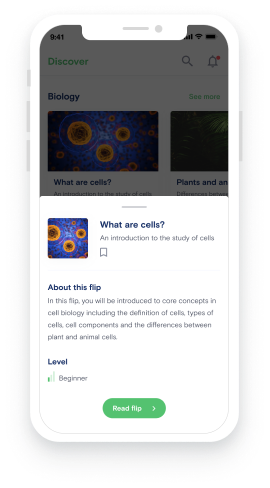 9:41
Discover
Biology
See more
What are cells?
Plants and an
An introduction to the study of cells
Differences between
What are cells?
An introduction to the study of cells
About this flip
In this flip, you will be introduced to core concepts in
cell biology including the definition of cells, types of
cells, cell components and the differences between
plant and animal cells.
Level
Beginner
Read flip